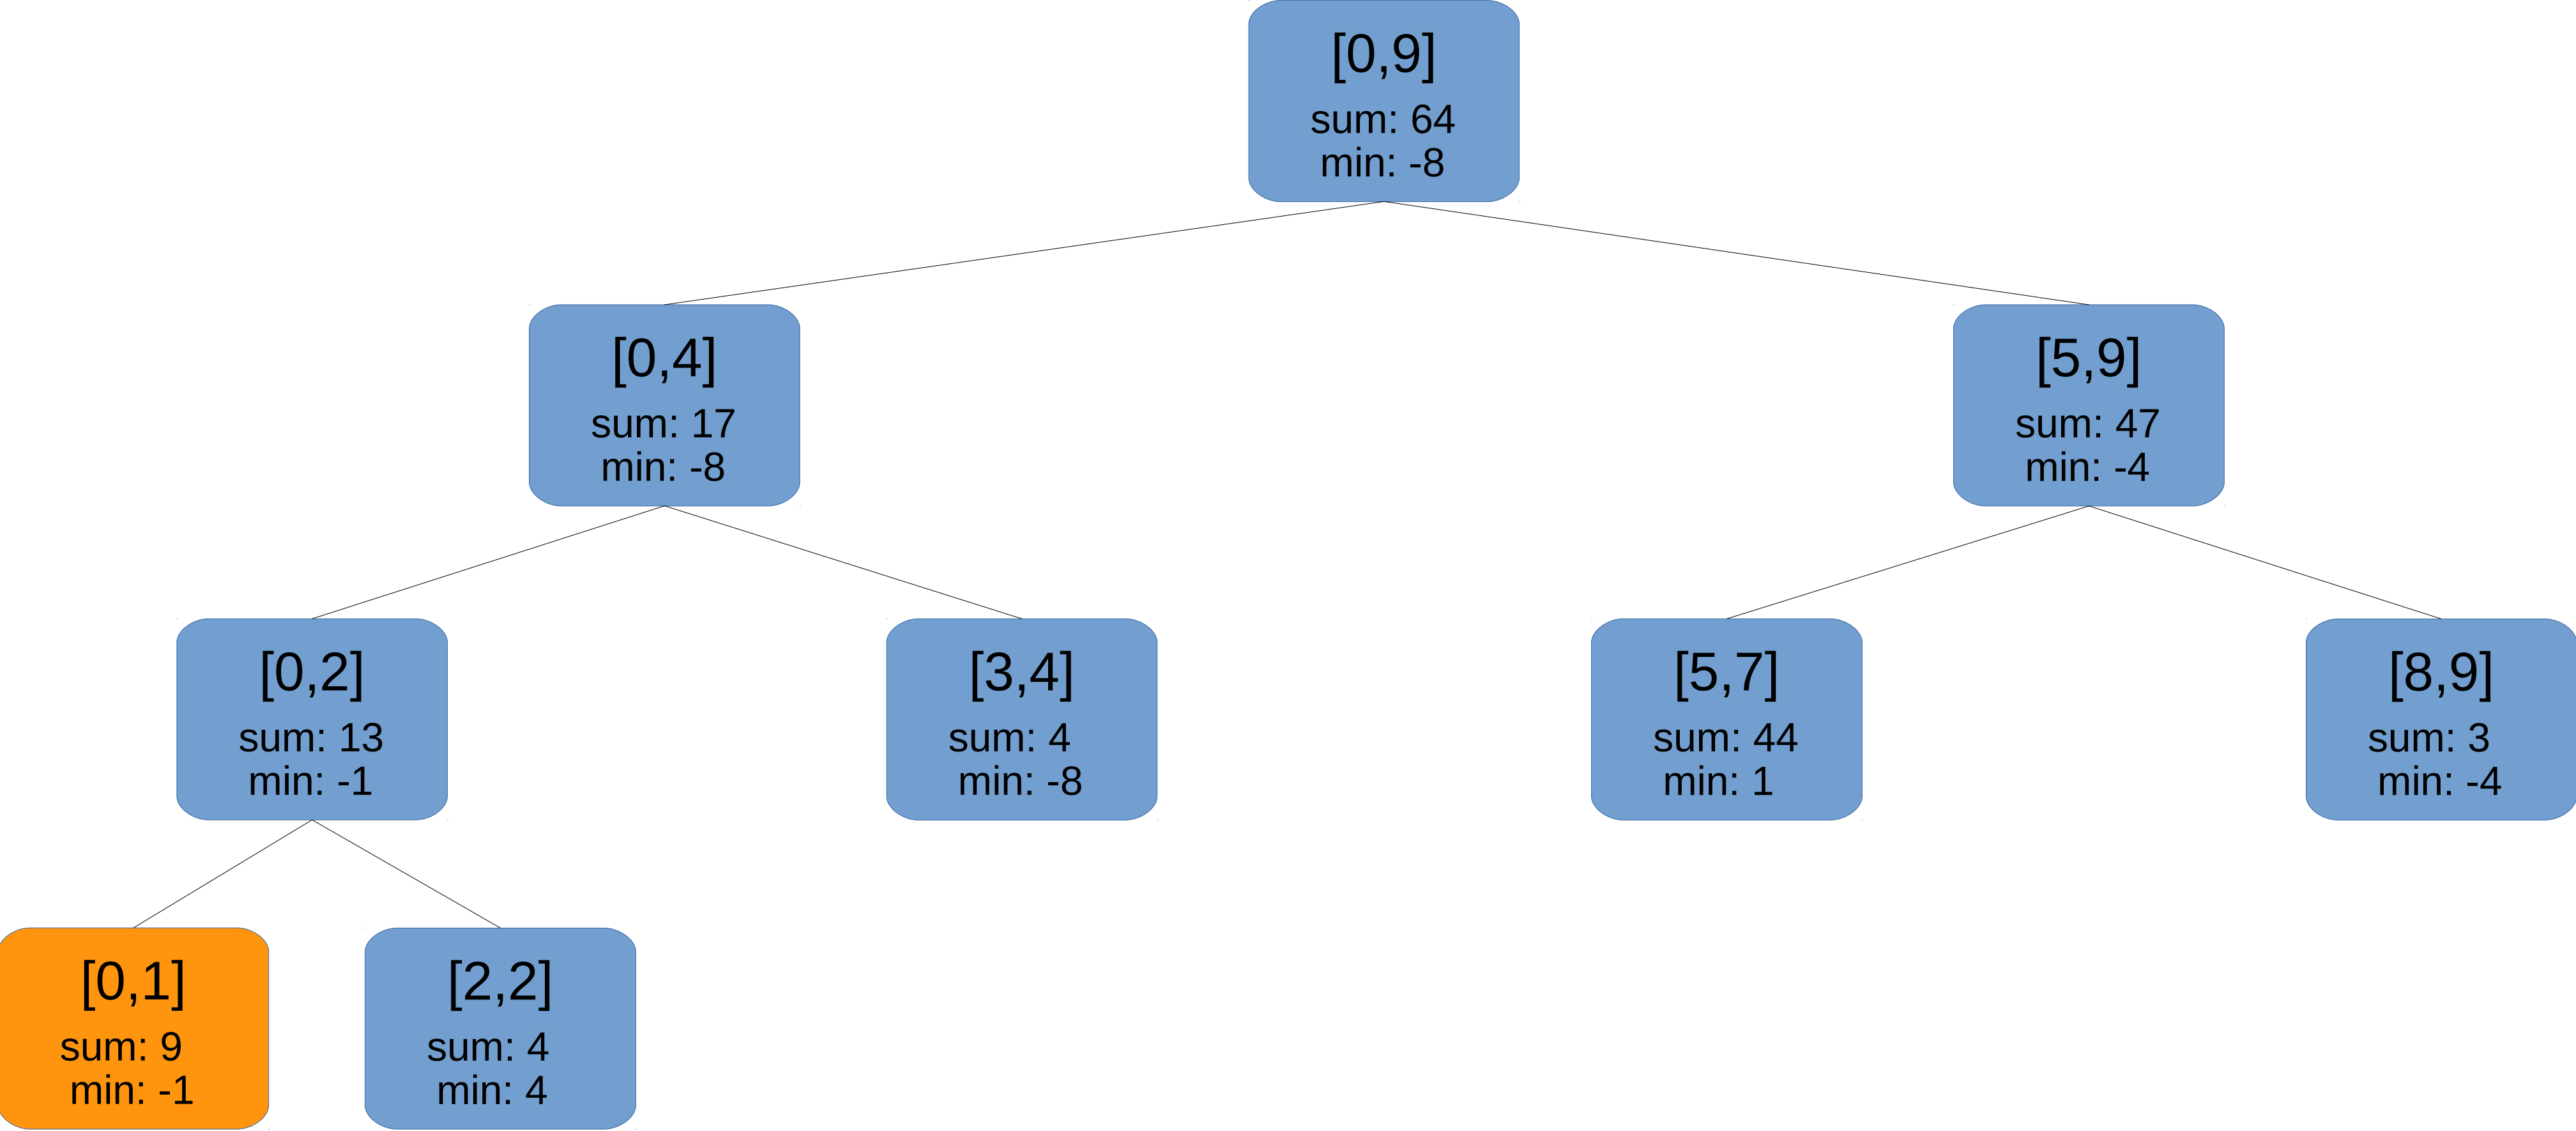 [0,9]
sum: 64
min: -8
[0,4]
sum: 17
min: -8
[5,9]
sum: 47
min: -4
[0,2]
sum: 13
min: -1
[3,4]
sum: 4
min: -8
[5,7]
sum: 44
min: 1
[8,9]
sum: 3
min: -4
[0,1]
sum: 9
min: -1
[2,2]
sum: 4
min: 4